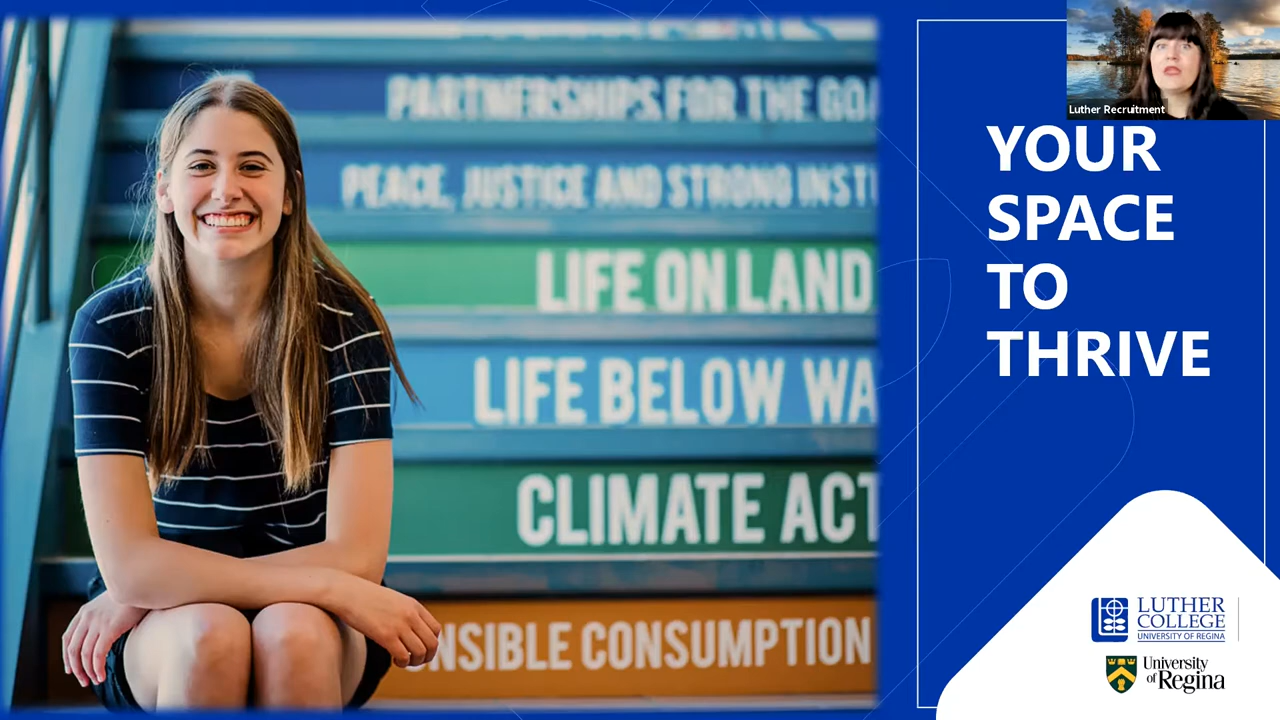 PARTNERSHIPS FOR THE GOA
PEACE, JUSTICE AND STRONG INSTI
LIFE ON LAND
LIFE BELOW WA
CLIMATE ACT
NSIBLE CONSUMPTION
Luther Recruitment
YOUR
SPACE
TO
THRIVE
LUTHER
COLLEGE
UNIVERSITY OF REGINA
University
of Regina